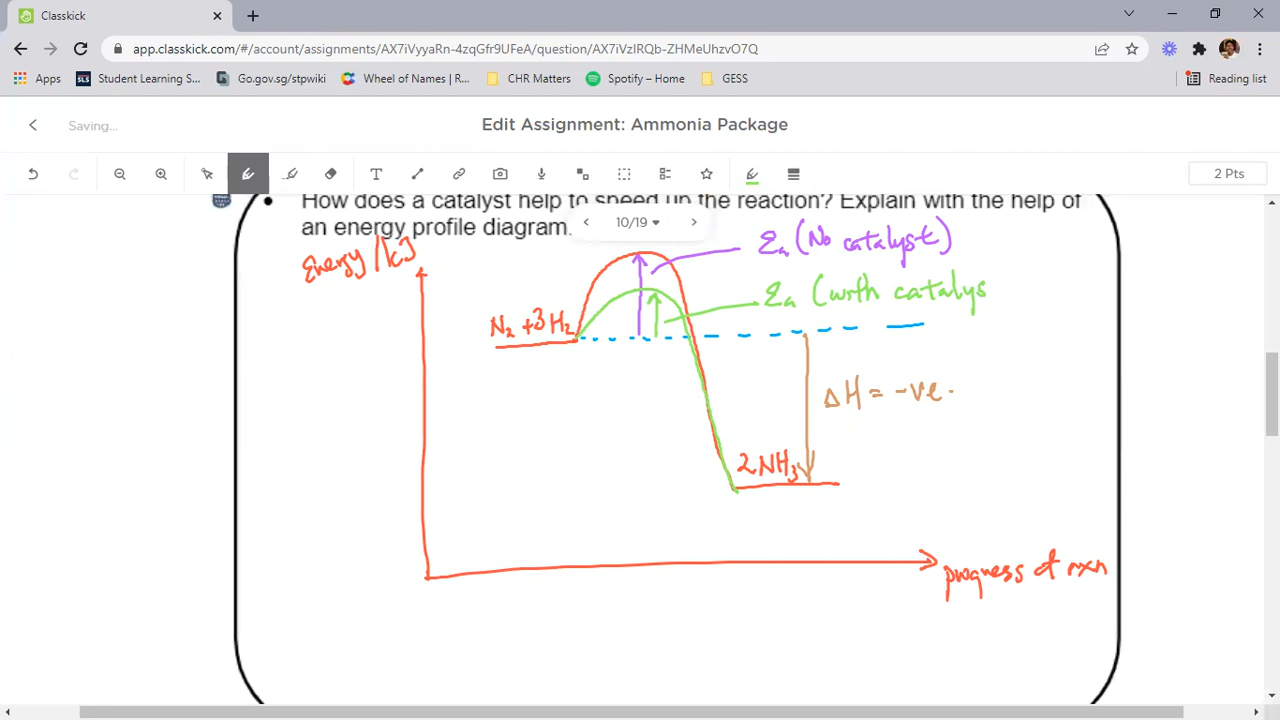 Classkick
app.classkick.com/#/account/assignments/AX7iVyyaRn-4zqGfr9UFeA/question/AX7iVzIRQb-ZHMeUhzvO7Q
Apps
SLS
Student Learning S...
Go.gov.sg/stpwiki
Wheel of Names | R...
CHR Matters
Spotify – Home
GESS
Reading list
Saving...
Edit Assignment: Ammonia Package
2 Pts
How does a catalyst help to speed up the reaction? Explain with the help of
an energy profile diagram.
10/19
Energy /kJ
Ea (No catalyst)
Ea (with catalys
N2 + 3H2
ΔH = -ve
2NH3
progress of rxn